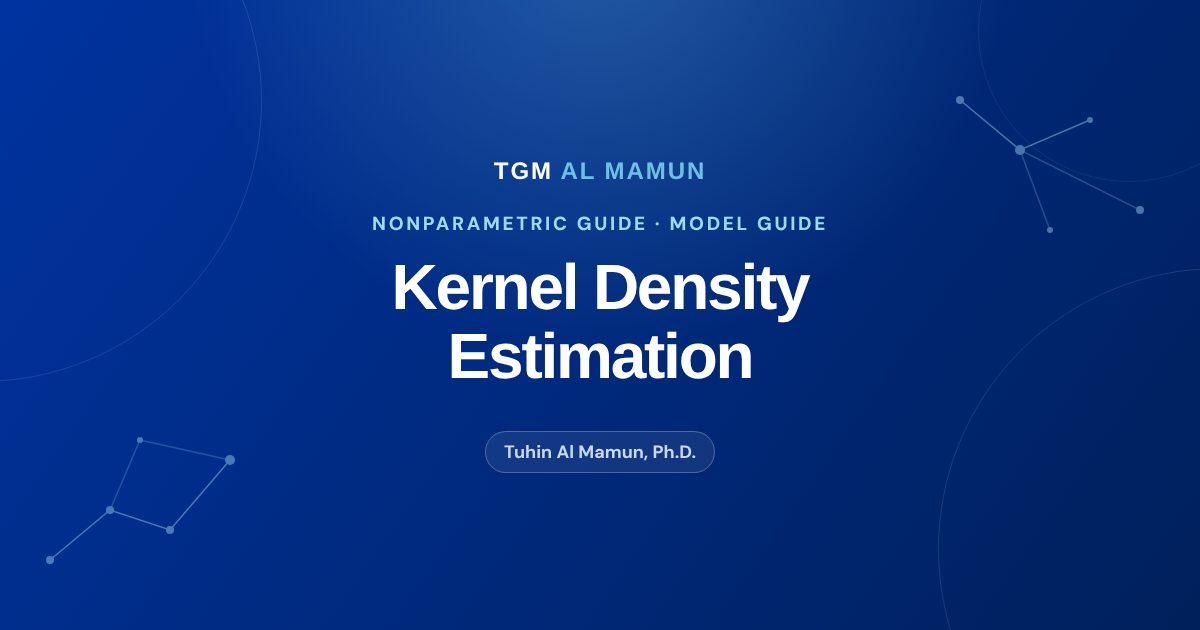 TGM AL MAMUN
NONPARAMETRIC GUIDE · MODEL GUIDE
Kernel Density
Estimation
Tuhin Al Mamun, Ph.D.